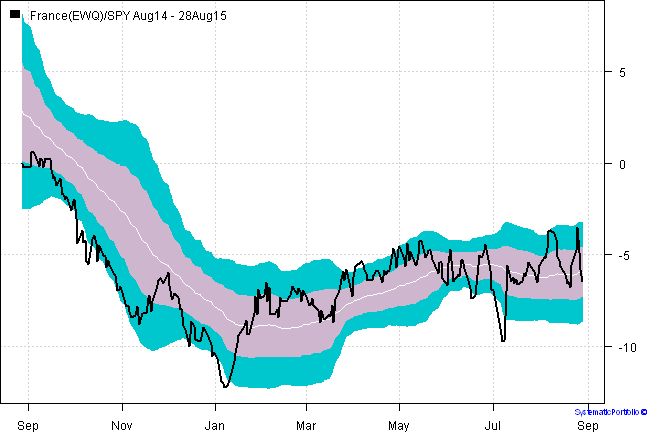 France(EWQ)/SPY Aug14 - 28Aug15
5
0
-5
-10
Sep Nov Jan Mar May Jul Sep
SystematicPortfolio ©